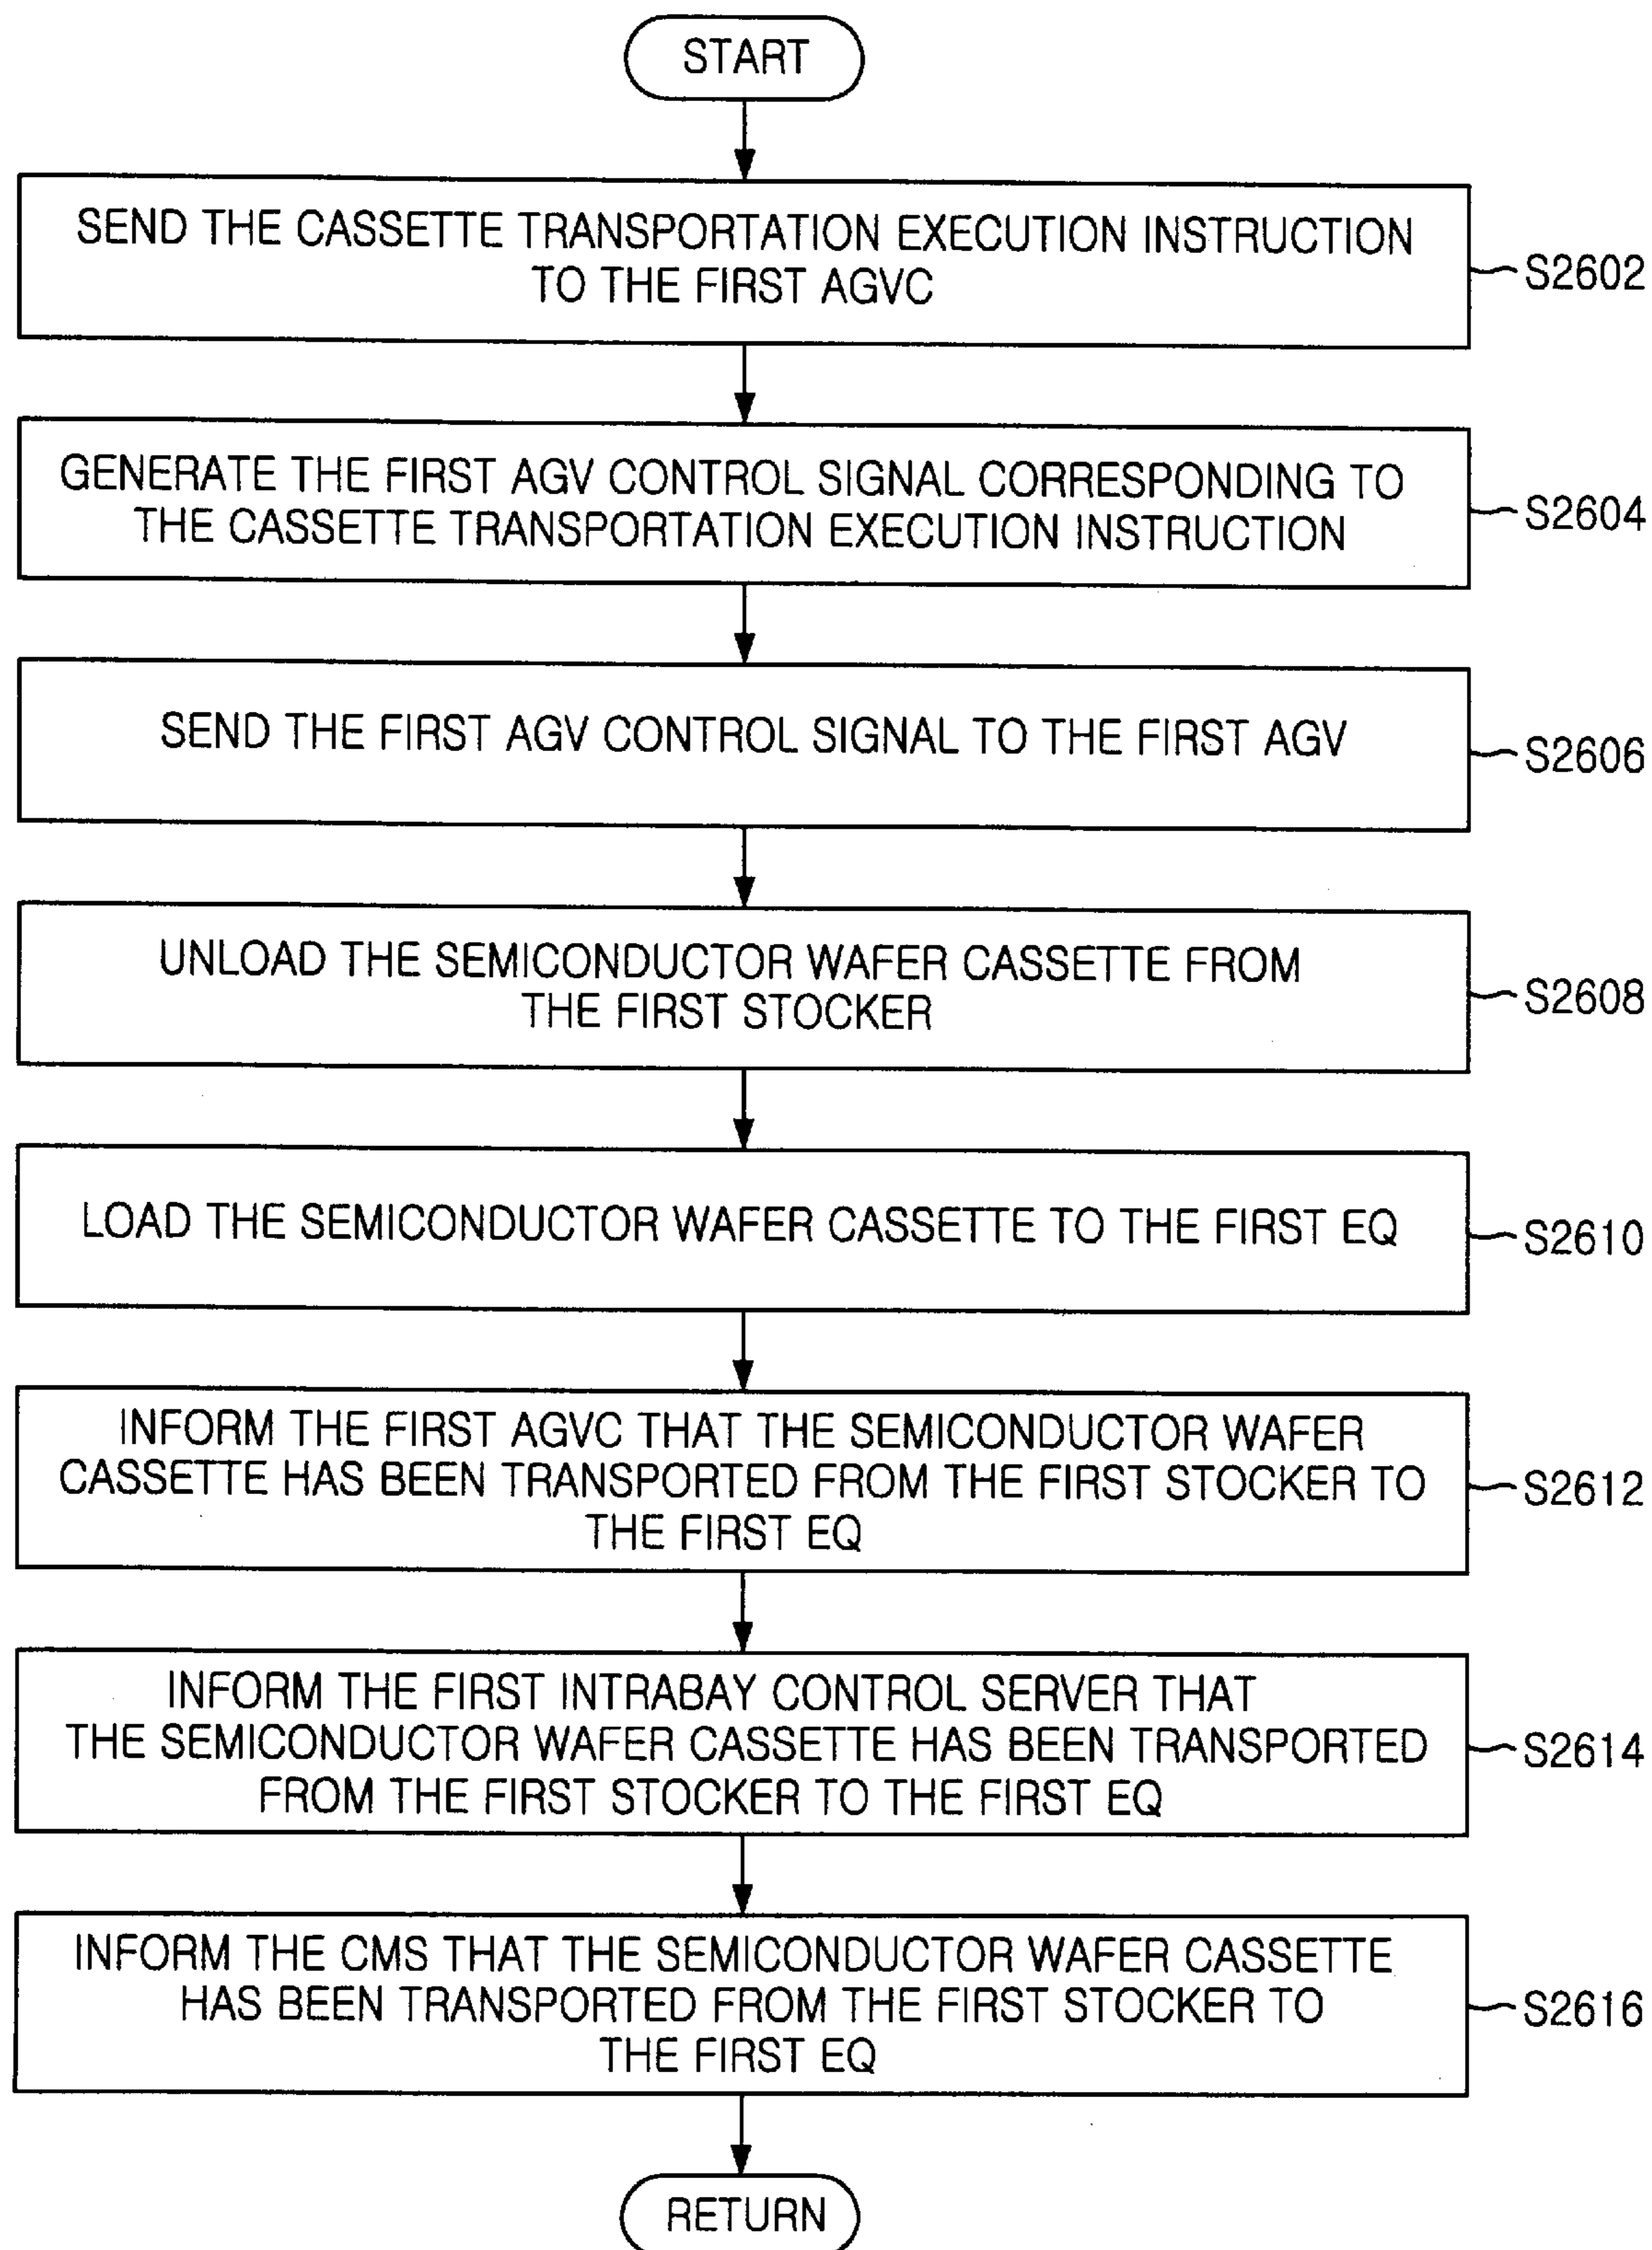 START
SEND THE CASSETTE TRANSPORTATION EXECUTION INSTRUCTION
TO THE FIRST AGVC
S2602
GENERATE THE FIRST AGV CONTROL SIGNAL CORRESPONDING TO
THE CASSETTE TRANSPORTATION EXECUTION INSTRUCTION
S2604
SEND THE FIRST AGV CONTROL SIGNAL TO THE FIRST AGV
S2606
UNLOAD THE SEMICONDUCTOR WAFER CASSETTE FROM
THE FIRST STOCKER
S2608
LOAD THE SEMICONDUCTOR WAFER CASSETTE TO THE FIRST EQ
S2610
INFORM THE FIRST AGVC THAT THE SEMICONDUCTOR WAFER
CASSETTE HAS BEEN TRANSPORTED FROM THE FIRST STOCKER TO
THE FIRST EQ
S2612
INFORM THE FIRST INTRABAY CONTROL SERVER THAT
THE SEMICONDUCTOR WAFER CASSETTE HAS BEEN TRANSPORTED
FROM THE FIRST STOCKER TO THE FIRST EQ
S2614
INFORM THE CMS THAT THE SEMICONDUCTOR WAFER CASSETTE
HAS BEEN TRANSPORTED FROM THE FIRST STOCKER TO
THE FIRST EQ
S2616
RETURN